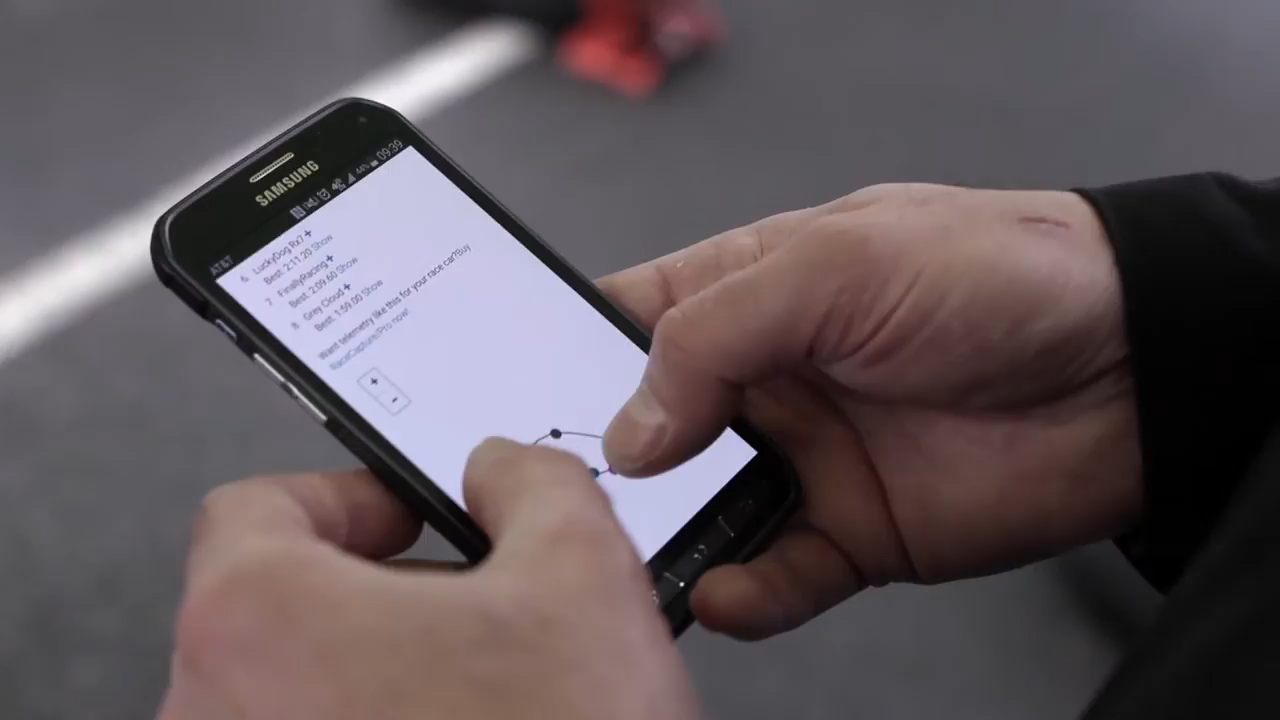 SAMSUNG
AT&T
44% 09:39
6. LuckyDog Rx7 +
Best: 2:11.20 Show
7. FinallyRacing +
Best: 2:09.60 Show
8. Grey Cloud +
Best: 1:59.00 Show
Want telemetry like this for your race car?Buy
RaceCapture/Pro now!
+
-